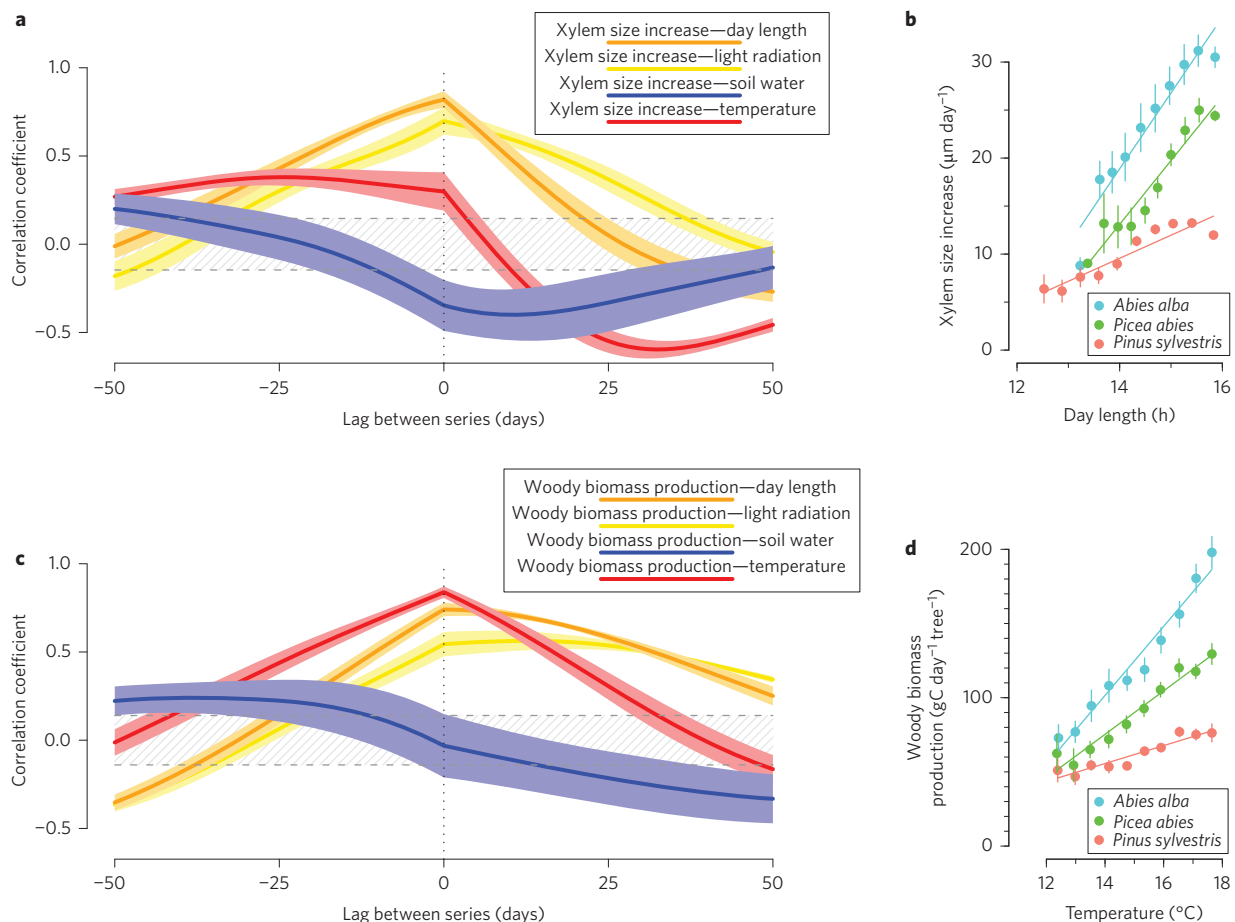 a
Xylem size increase—day length
Xylem size increase—light radiation
Xylem size increase—soil water
Xylem size increase—temperature
1.0
0.5
0.0
−0.5
Correlation coefficient
−50
−25
0
25
50
Lag between series (days)
b
30
20
10
0
Xylem size increase (μm day−1)
Abies alba
Picea abies
Pinus sylvestris
12
14
16
Day length (h)
c
Woody biomass production—day length
Woody biomass production—light radiation
Woody biomass production—soil water
Woody biomass production—temperature
1.0
0.5
0.0
−0.5
Correlation coefficient
−50
−25
0
25
50
Lag between series (days)
d
200
100
0
Woody biomass
production (gC day−1 tree−1)
Abies alba
Picea abies
Pinus sylvestris
12
14
16
18
Temperature (°C)